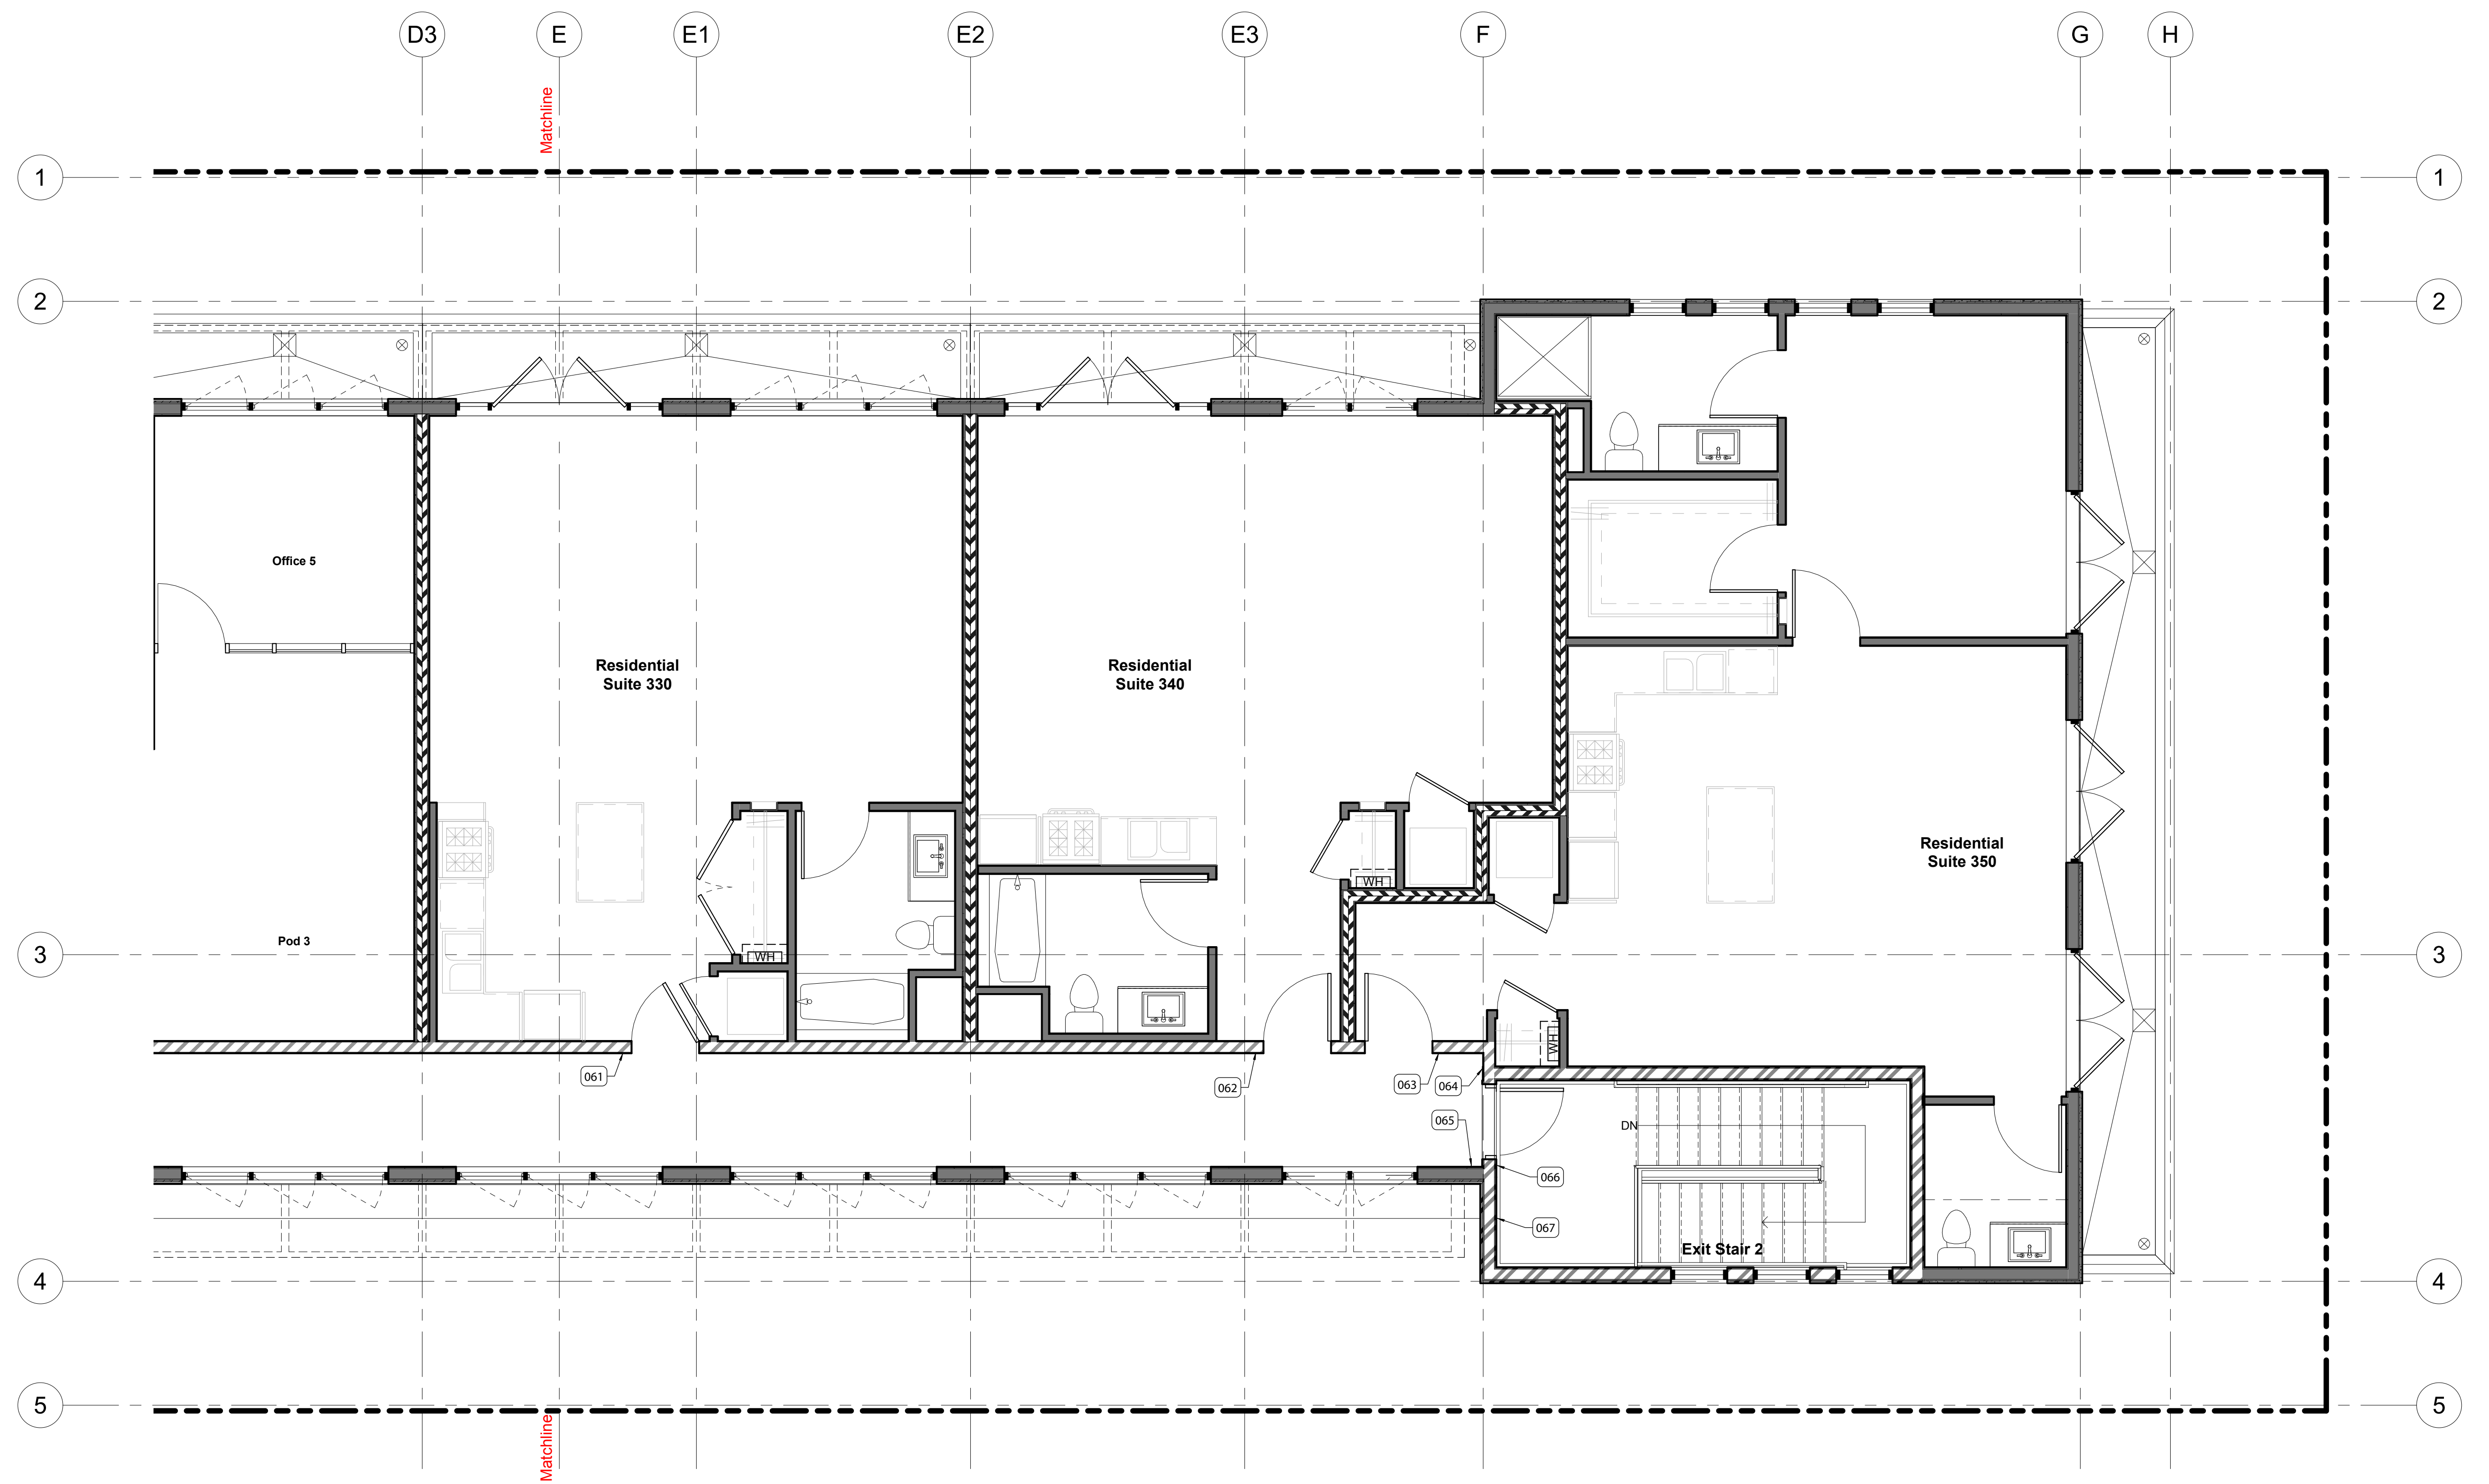 D3 E E1 E2 E3 F G H
Matchline
1 1
2 2
Office 5
Residential
Suite 330
Residential
Suite 340
Residential
Suite 350
WH
Pod 3
3 3
WH
WH
061
062
063
064
065
DN
066
067
Exit Stair 2
4 4
5 5
Matchline